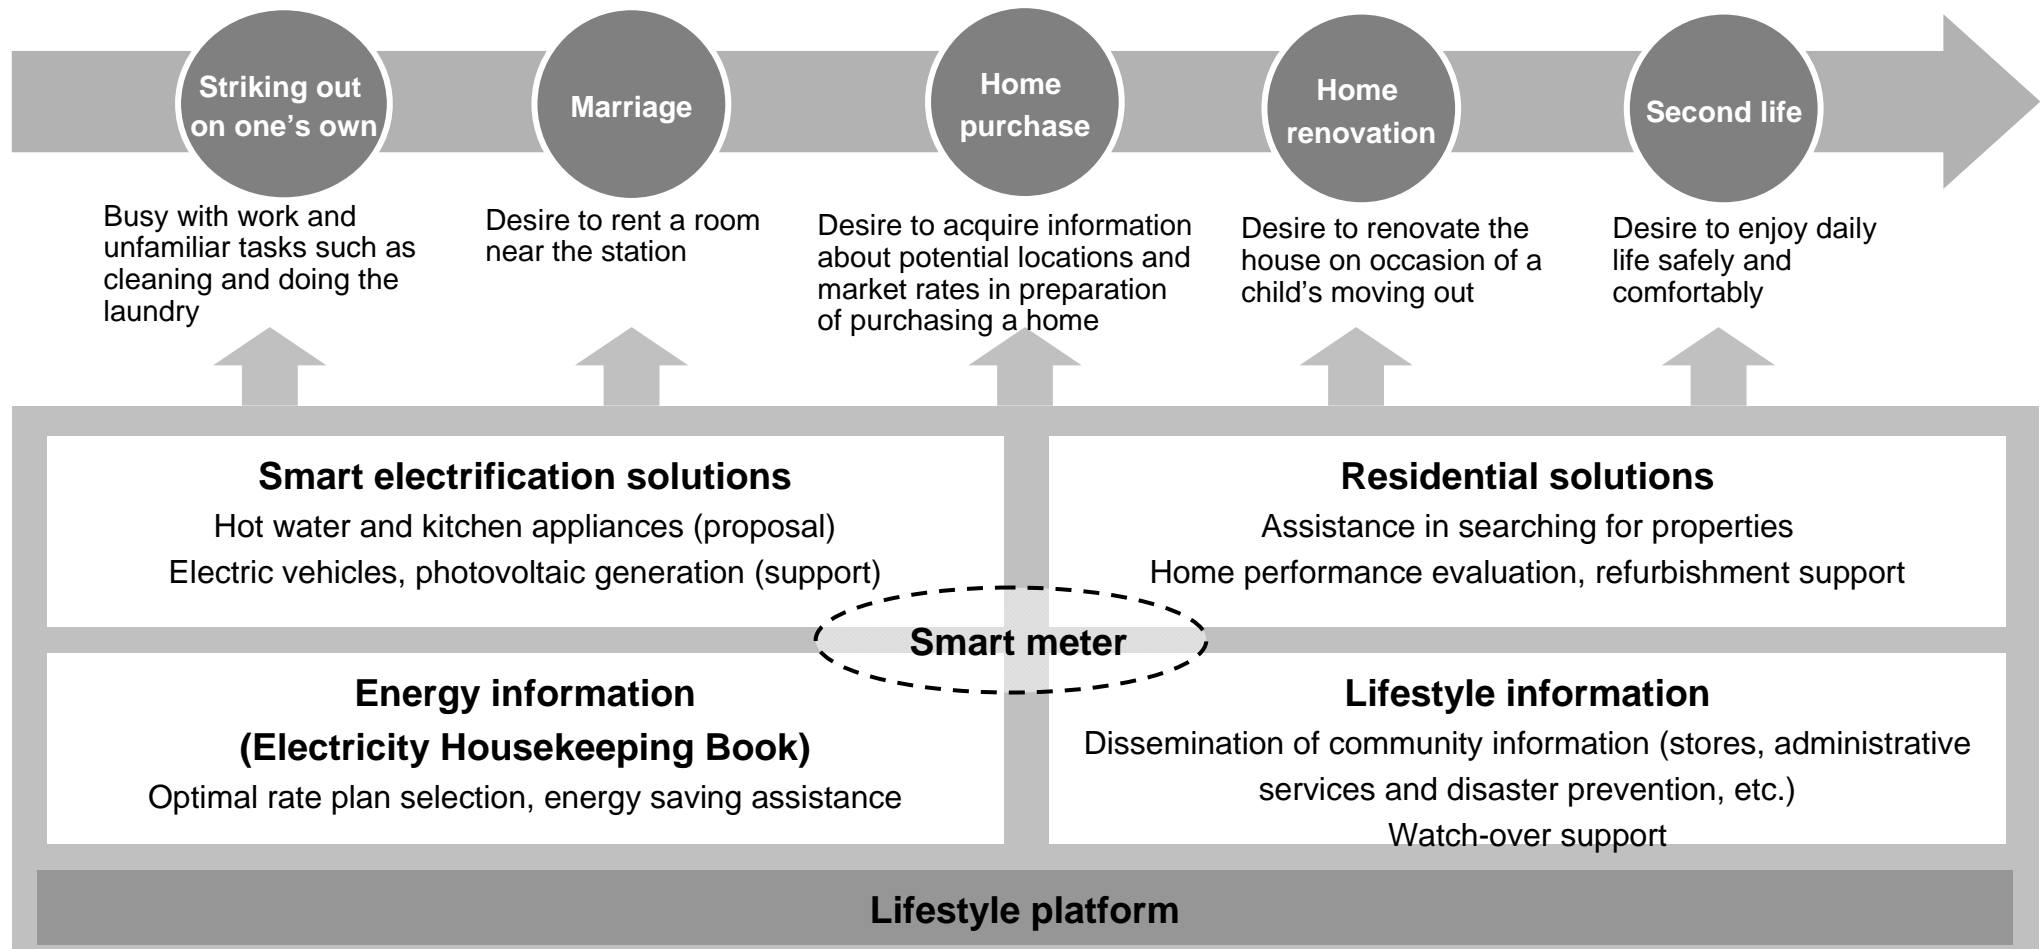 Striking out
on one's own
Marriage
Home
purchase
Home
renovation
Second life
Busy with work and
unfamiliar tasks such as
cleaning and doing the
laundry
Desire to rent a room
near the station
Desire to acquire information
about potential locations and
market rates in preparation
of purchasing a home
Desire to renovate the
house on occasion of a
child's moving out
Desire to enjoy daily
life safely and
comfortably
Smart electrification solutions
Hot water and kitchen appliances (proposal)
Electric vehicles, photovoltaic generation (support)
Residential solutions
Assistance in searching for properties
Home performance evaluation, refurbishment support
Smart meter
Energy information
(Electricity Housekeeping Book)
Optimal rate plan selection, energy saving assistance
Lifestyle information
Dissemination of community information (stores, administrative
services and disaster prevention, etc.)
Watch-over support
Lifestyle platform